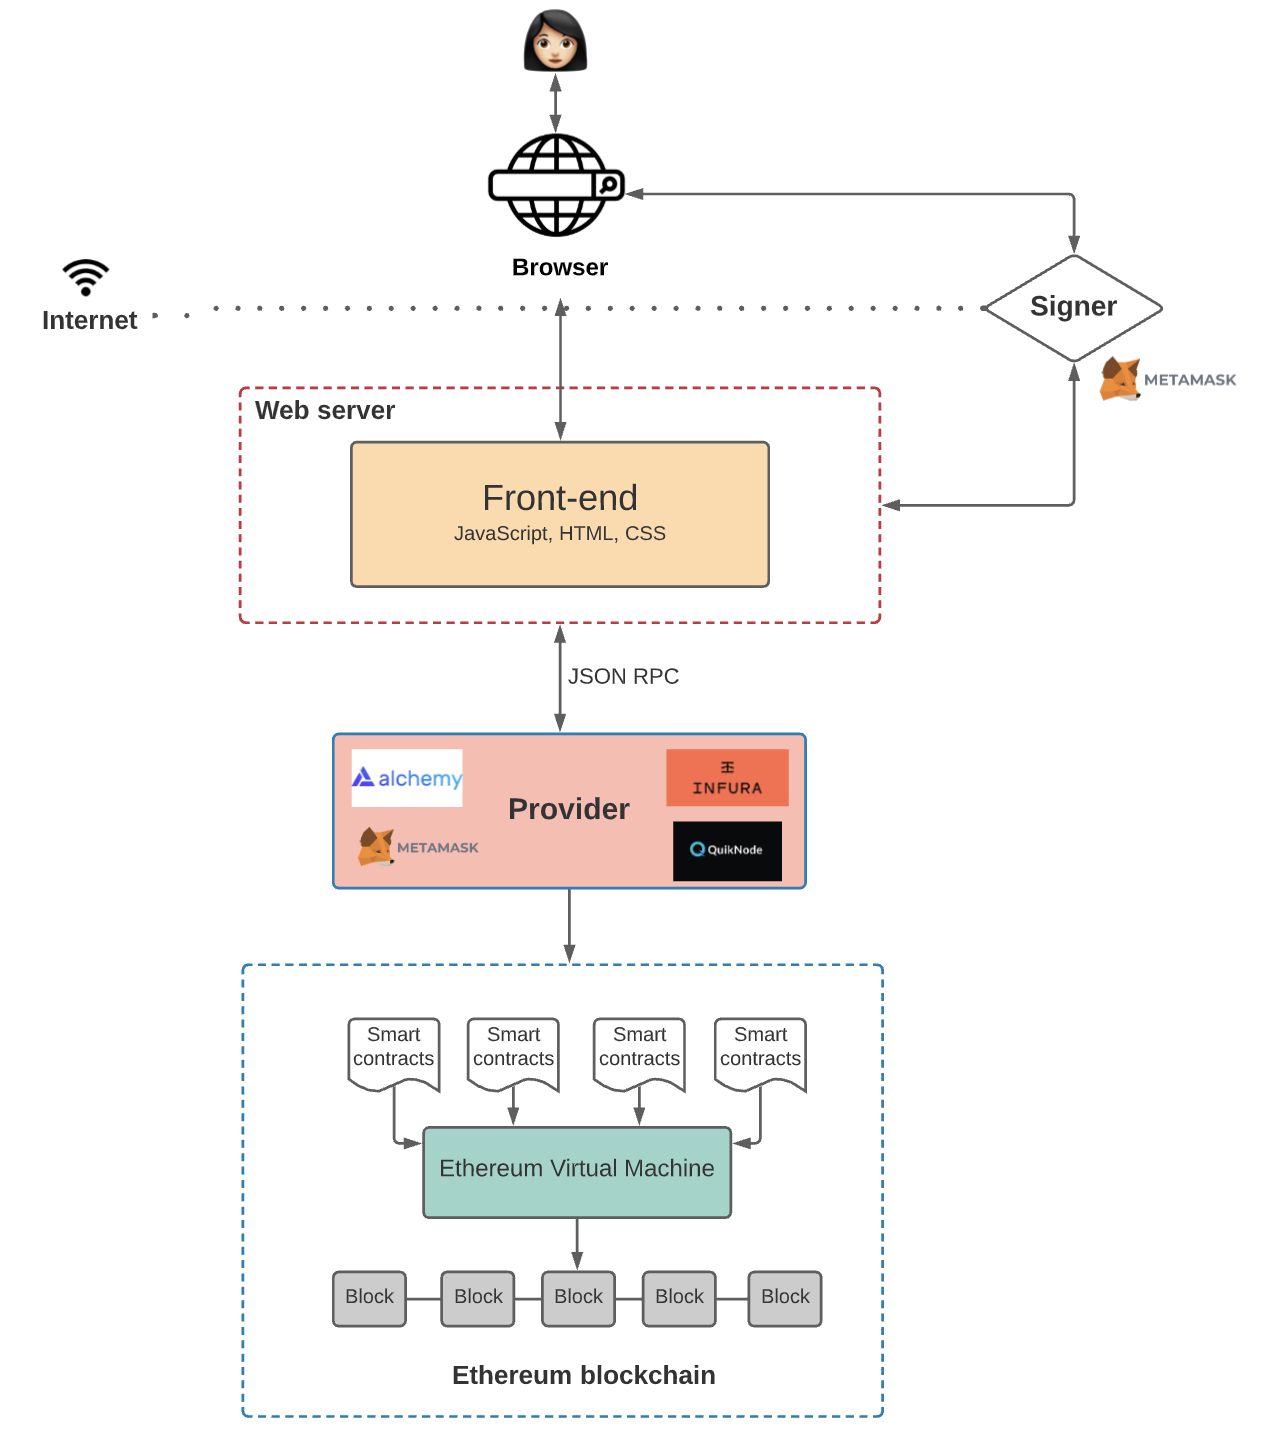 Browser
Internet
Signer
METAMASK
Web server
Front-end
JavaScript, HTML, CSS
JSON RPC
alchemy
INFURA
Provider
METAMASK
QuikNode
Smart
contracts
Smart
contracts
Smart
contracts
Smart
contracts
Ethereum Virtual Machine
Block
Block
Block
Block
Block
Ethereum blockchain